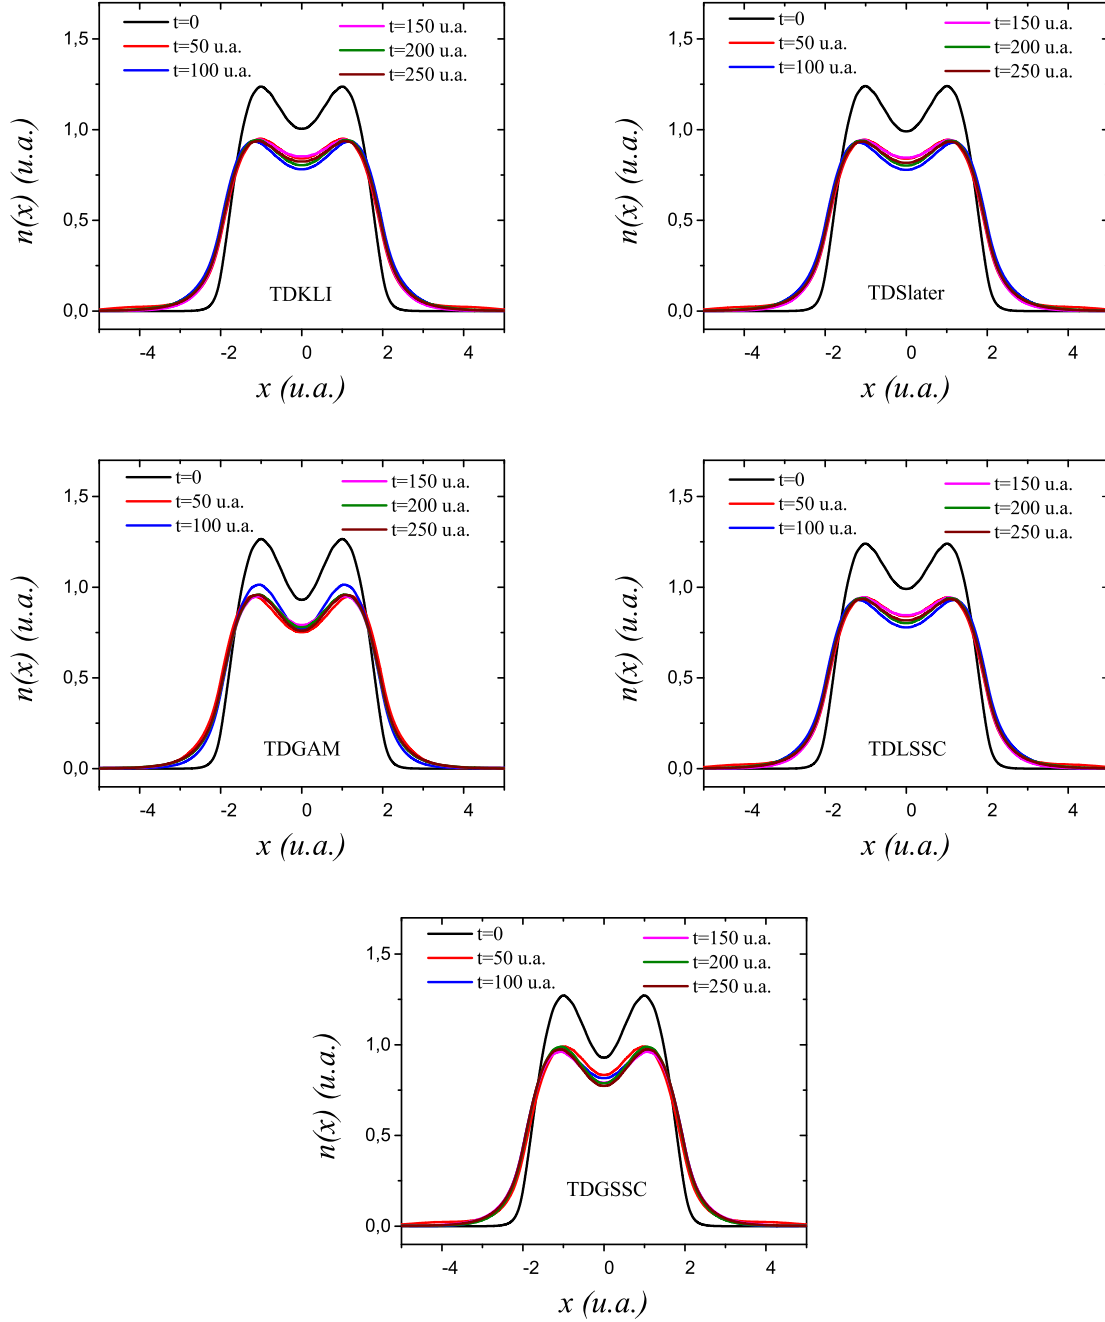 t=0
t=50 u.a.
t=100 u.a.
t=150 u.a.
t=200 u.a.
t=250 u.a.
1,5
1,0
0,5
0,0
n(x) (u.a.)
TDKLI
-4 -2 0 2 4
x (u.a.)
t=0
t=50 u.a.
t=100 u.a.
t=150 u.a.
t=200 u.a.
t=250 u.a.
1,5
1,0
0,5
0,0
n(x) (u.a.)
TDSlater
-4 -2 0 2 4
x (u.a.)
t=0
t=50 u.a.
t=100 u.a.
t=150 u.a.
t=200 u.a.
t=250 u.a.
1,5
1,0
0,5
0,0
n(x) (u.a.)
TDGAM
-4 -2 0 2 4
x (u.a.)
t=0
t=50 u.a.
t=100 u.a.
t=150 u.a.
t=200 u.a.
t=250 u.a.
1,5
1,0
0,5
0,0
n(x) (u.a.)
TDLSSC
-4 -2 0 2 4
x (u.a.)
t=0
t=50 u.a.
t=100 u.a.
t=150 u.a.
t=200 u.a.
t=250 u.a.
1,5
1,0
0,5
0,0
n(x) (u.a.)
TDGSSC
-4 -2 0 2 4
x (u.a.)